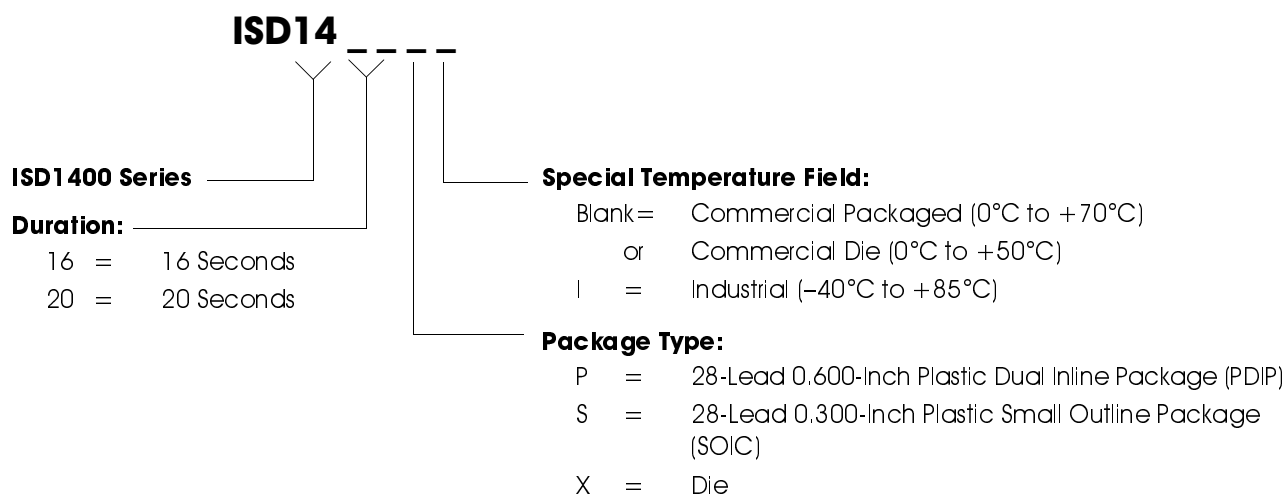 ISD14 _ _ _ _
ISD1400 Series
Duration:
16 = 16 Seconds
20 = 20 Seconds
Special Temperature Field:
Blank= Commercial Packaged (0°C to +70°C)
or Commercial Die (0°C to +50°C)
I = Industrial (–40°C to +85°C)
Package Type:
P = 28-Lead 0.600-Inch Plastic Dual Inline Package (PDIP)
S = 28-Lead 0.300-Inch Plastic Small Outline Package
(SOIC)
X = Die